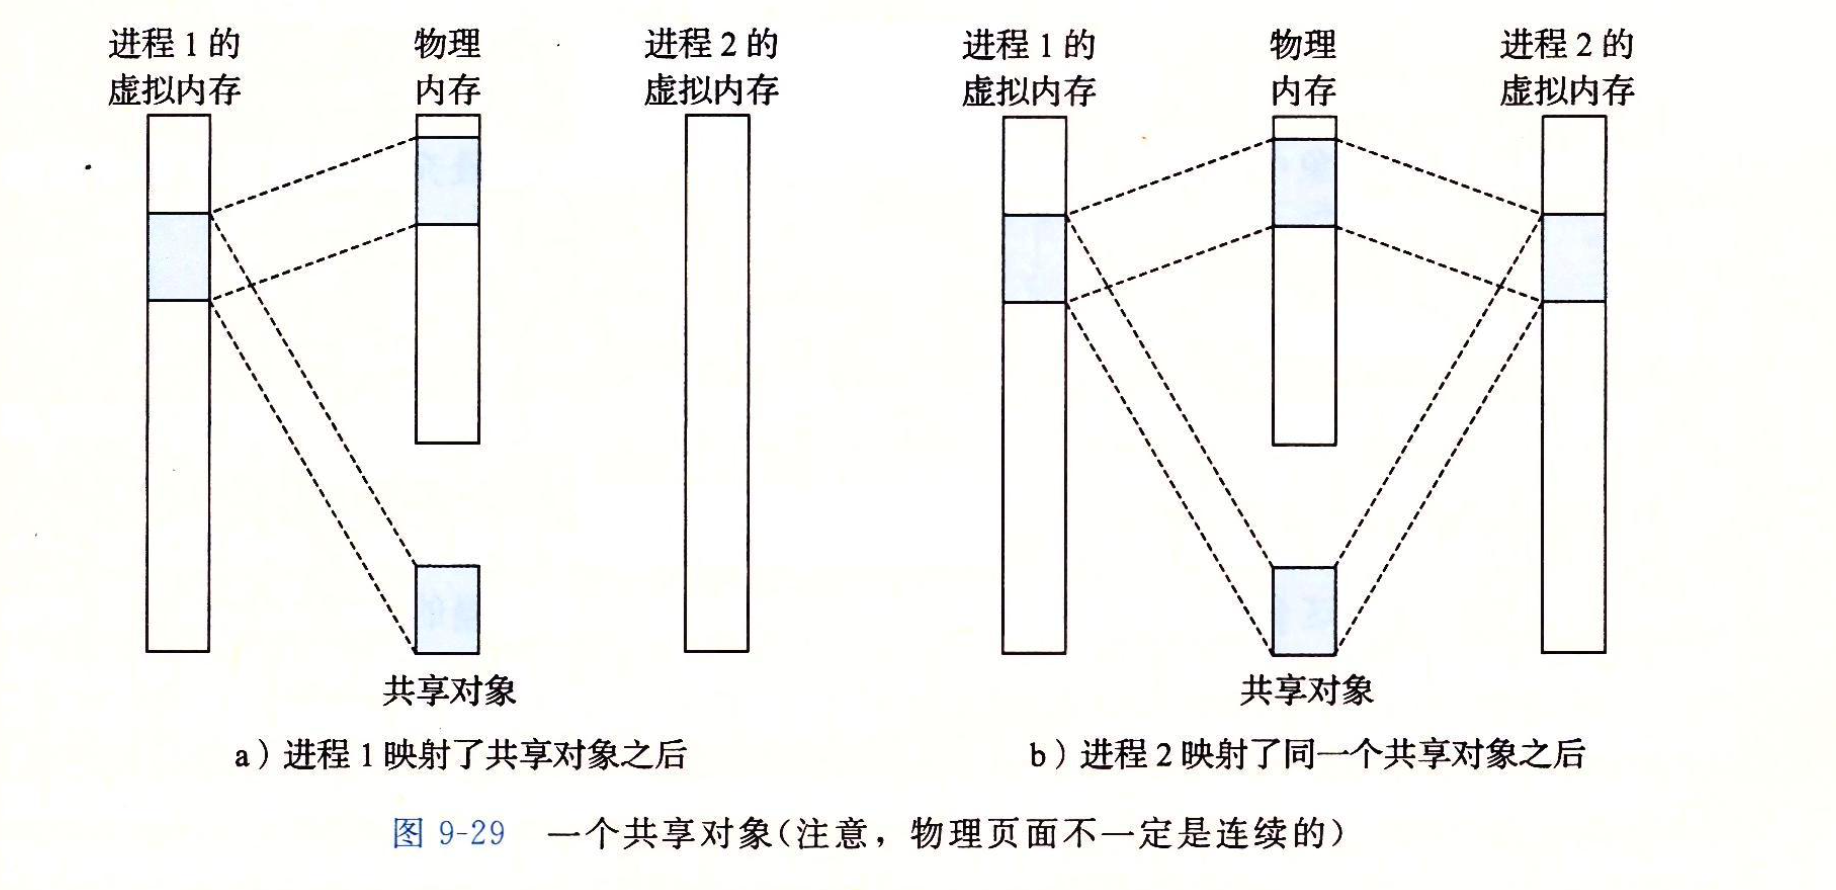 进程1的
虚拟内存
物理
内存
进程2的
虚拟内存
进程1的
虚拟内存
物理
内存
进程2的
虚拟内存
共享对象
共享对象
a）进程1映射了共享对象之后
b）进程2映射了同一个共享对象之后
图 9-29 一个共享对象（注意，物理页面不一定是连续的）